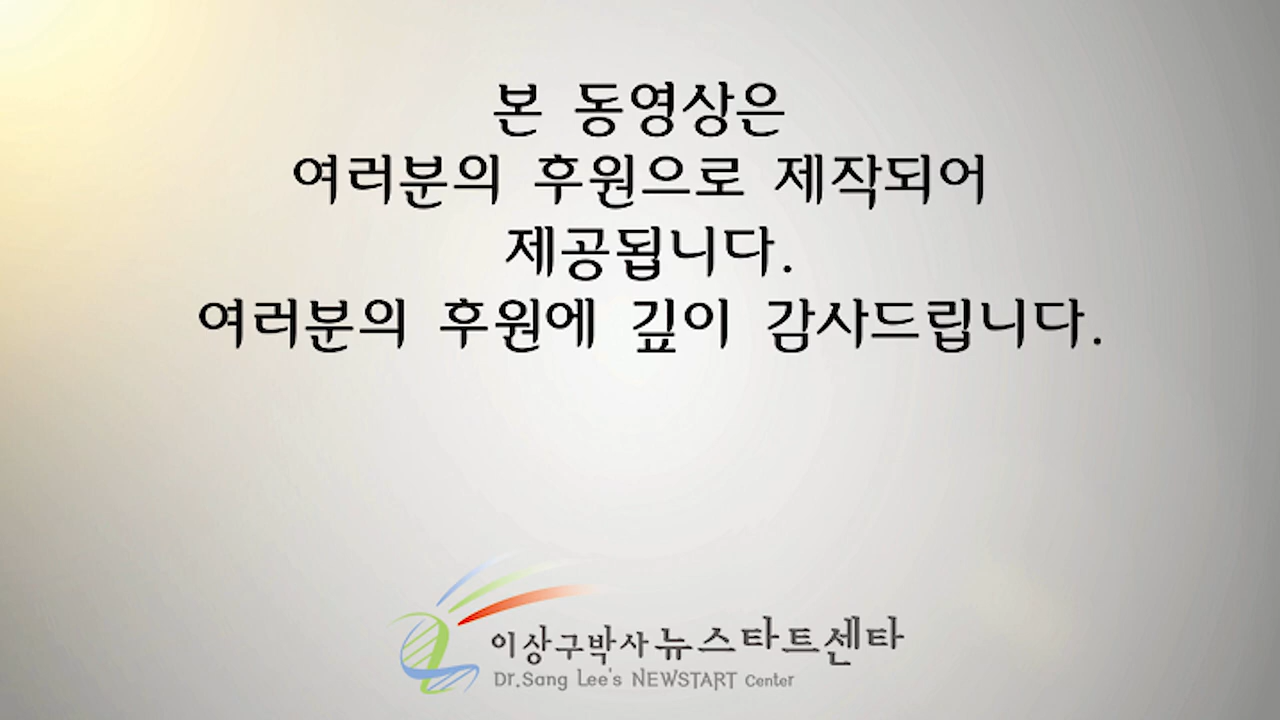 본 동영상은
여러분의 후원으로 제작되어
제공됩니다.
여러분의 후원에 깊이 감사드립니다.
이상구박사 뉴스타트센타
Dr.Sang Lee's NEWSTART Center